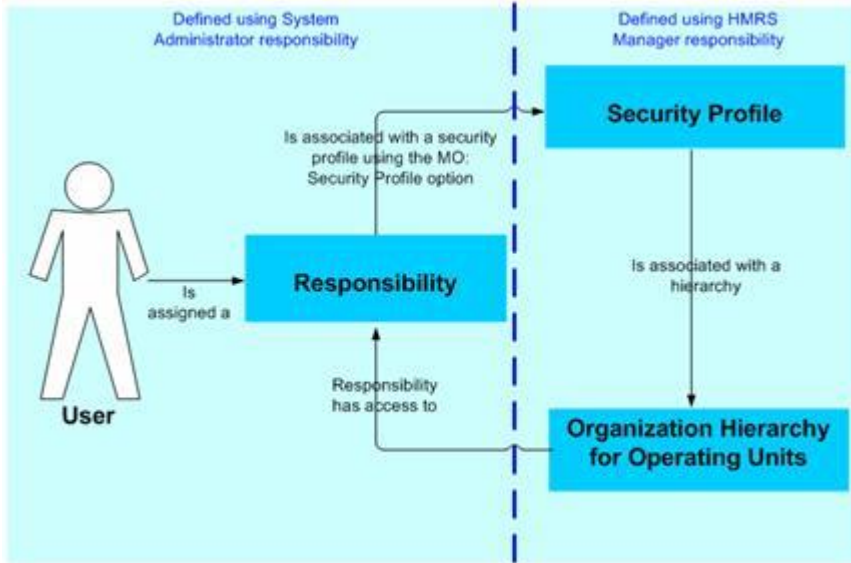 Defined using System
Administrator responsibility
Defined using HMRS
Manager responsibility
Security Profile
Is associated with a security
profile using the MO:
Security Profile option
Responsibility
Is
assigned a
Is associated with a
hierarchy
Responsibility
has access to
User
Organization Hierarchy
for Operating Units